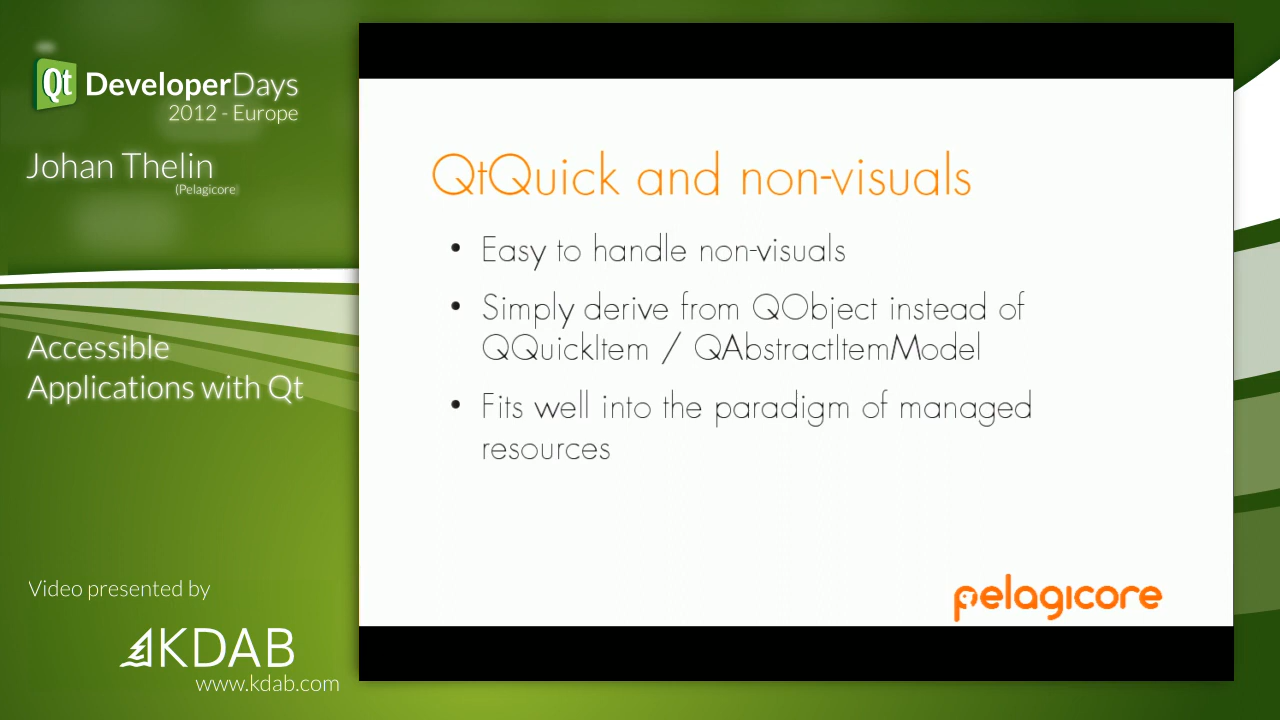 Qt DeveloperDays
2012 - Europe
Johan Thelin
(Pelagicore)
Accessible
Applications with Qt
Video presented by
KDAB
www.kdab.com
QtQuick and non-visuals
• Easy to handle non-visuals
• Simply derive from QObject instead of
QQuickItem / QAbstractItemModel
• Fits well into the paradigm of managed
resources
pelagicore